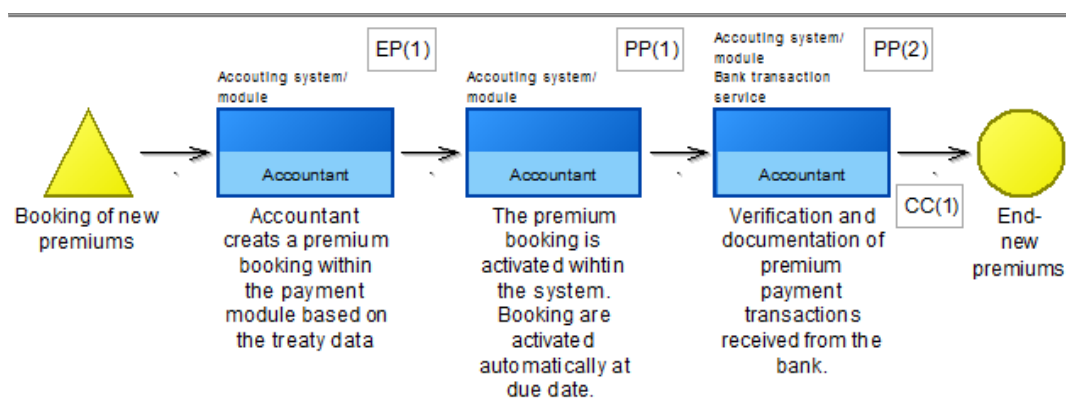 EP(1)
PP(1)
Accouting system/
module
Bank transaction
service
PP(2)
Accouting system/
module
Accouting system/
module
Accountant
Accountant
Accountant
CC(1)
Booking of new
premiums
Accountant
creats a premium
booking within
the payment
module based on
the treaty data
The premium
booking is
activated wihtin
the system.
Booking are
activated
automatically at
due date.
Verification and
documentation of
premium
payment
transactions
received from the
bank.
End-
new
premiums